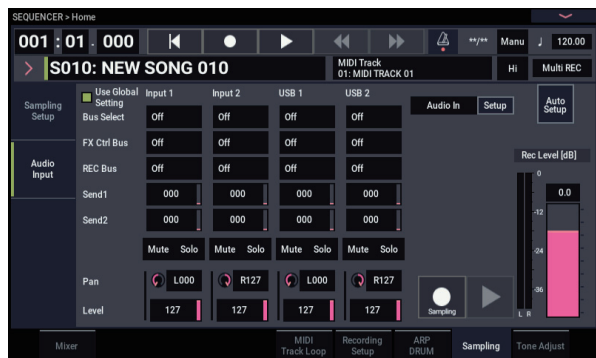 SEQUENCER > Home
001 : 01 . 000 **/** Manu ♩ 120.00
> S010: NEW SONG 010 MIDI Track 01: MIDI TRACK 01 Hi Multi REC
Sampling Setup
Audio Input
Use Global Setting Input 1 Input 2 USB 1 USB 2
Audio In Setup Auto Setup
Bus Select Off Off Off Off
FX Ctrl Bus Off Off Off Off
REC Bus Off Off Off Off
Send1 000 000 000 000
Send2 000 000 000 000
Mute Solo Mute Solo Mute Solo Mute Solo
Pan L000 R127 L000 R127
Level 127 127 127 127
Sampling
Rec Level [dB]
0
-12
-24
-36
L R
0.0
Mixer MIDI Track Loop Recording Setup ARP DRUM Sampling Tone Adjust